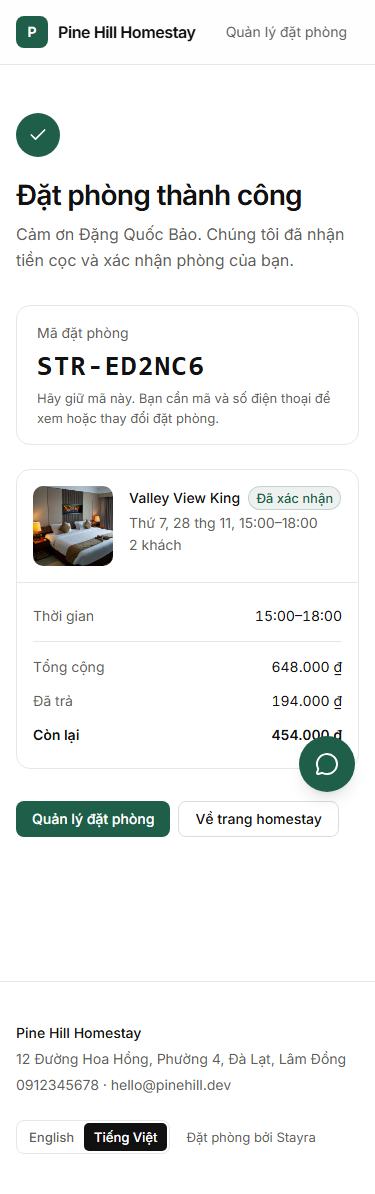 P
Pine Hill Homestay
Quản lý đặt phòng
Đặt phòng thành công
Cảm ơn Đặng Quốc Bảo. Chúng tôi đã nhận
tiền cọc và xác nhận phòng của bạn.
Mã đặt phòng
STR-ED2NC6
Hãy giữ mã này. Bạn cần mã và số điện thoại để
xem hoặc thay đổi đặt phòng.
Valley View King
Đã xác nhận
Thứ 7, 28 thg 11, 15:00–18:00
2 khách
Thời gian 15:00–18:00
Tổng cộng 648.000 ₫
Đã trả 194.000 ₫
Còn lại 454.000 ₫
Quản lý đặt phòng
Về trang homestay
Pine Hill Homestay
12 Đường Hoa Hồng, Phường 4, Đà Lạt, Lâm Đồng
0912345678 · hello@pinehill.dev
English Tiếng Việt Đặt phòng bởi Stayra